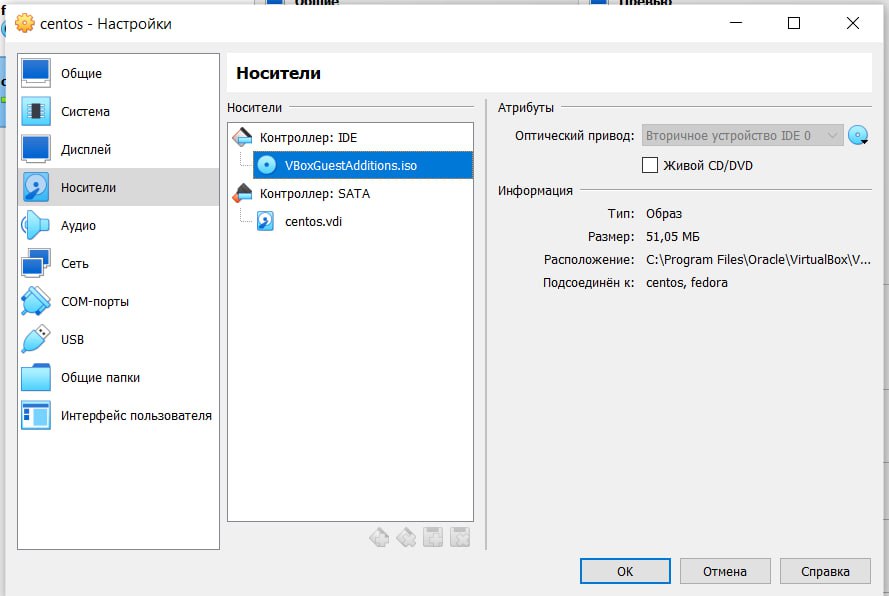 centos - Настройки
Общие
Система
Дисплей
Носители
Аудио
Сеть
COM-порты
USB
Общие папки
Интерфейс пользователя
Носители
Носители
Контроллер: IDE
VBoxGuestAdditions.iso
Контроллер: SATA
centos.vdi
Атрибуты
Оптический привод: Вторичное устройство IDE 0
Живой CD/DVD
Информация
Тип: Образ
Размер: 51,05 МБ
Расположение: C:\Program Files\Oracle\VirtualBox\V...
Подсоединён к: centos, fedora
OK
Отмена
Справка